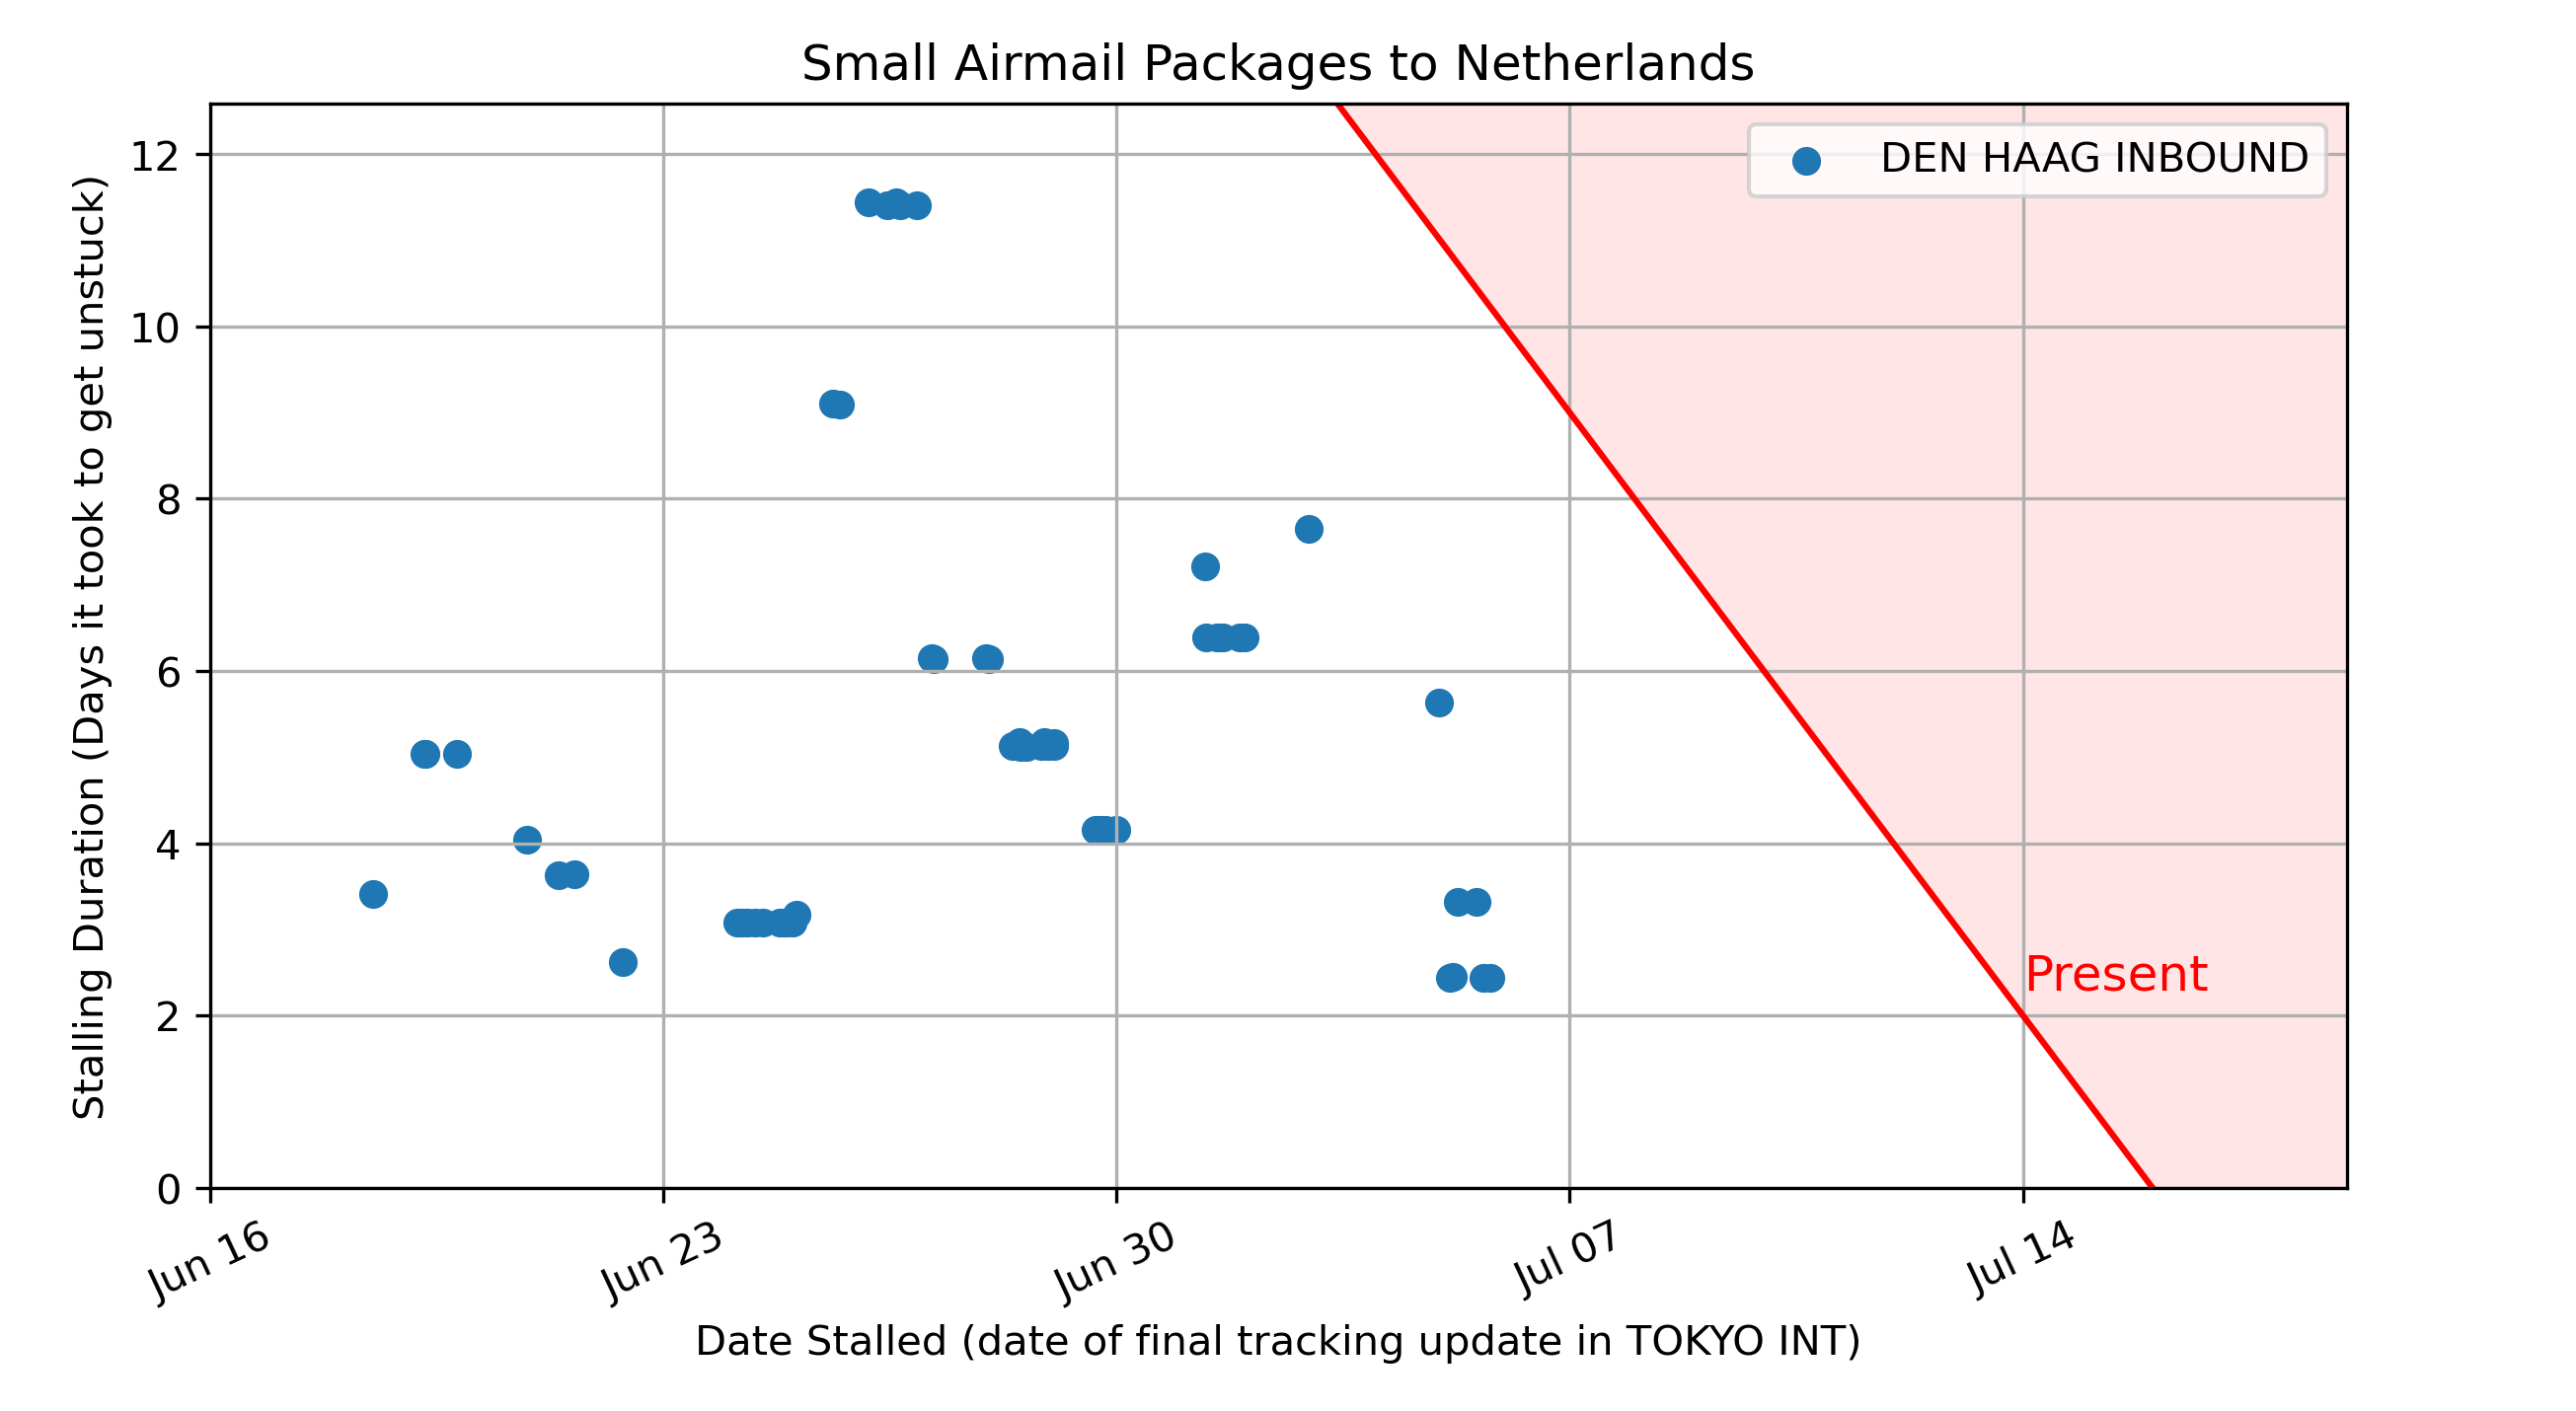 Small Airmail Packages to Netherlands
DEN HAAG INBOUND
Stalling Duration (Days it took to get unstuck)
12
10
8
6
4
2
0
Present
Jun 16
Jun 23
Jun 30
Jul 07
Jul 14
Date Stalled (date of final tracking update in TOKYO INT)